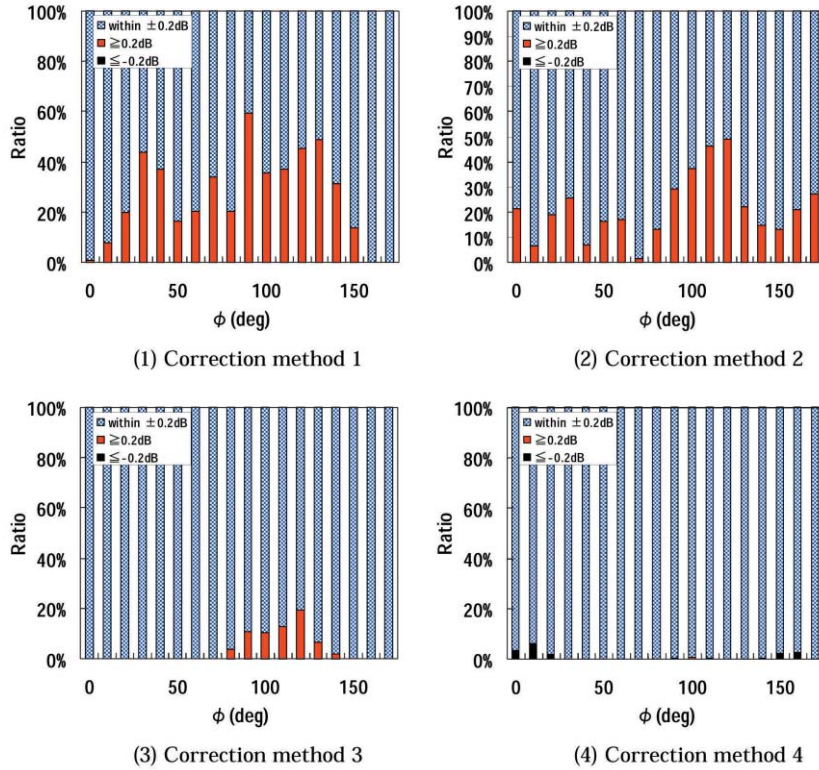 100%
80%
60%
40%
20%
0%
Ratio
within ±0.2dB
≧0.2dB
≦-0.2dB
0 50 100 150
ϕ (deg)
(1) Correction method 1
100%
90%
80%
70%
60%
50%
40%
30%
20%
10%
0%
Ratio
within ±0.2dB
≧0.2dB
≦-0.2dB
0 50 100 150
ϕ (deg)
(2) Correction method 2
100%
80%
60%
40%
20%
0%
Ratio
within ±0.2dB
≧0.2dB
≦-0.2dB
0 50 100 150
ϕ (deg)
(3) Correction method 3
100%
80%
60%
40%
20%
0%
Ratio
within ±0.2dB
≧0.2dB
≦-0.2dB
0 50 100 150
ϕ (deg)
(4) Correction method 4